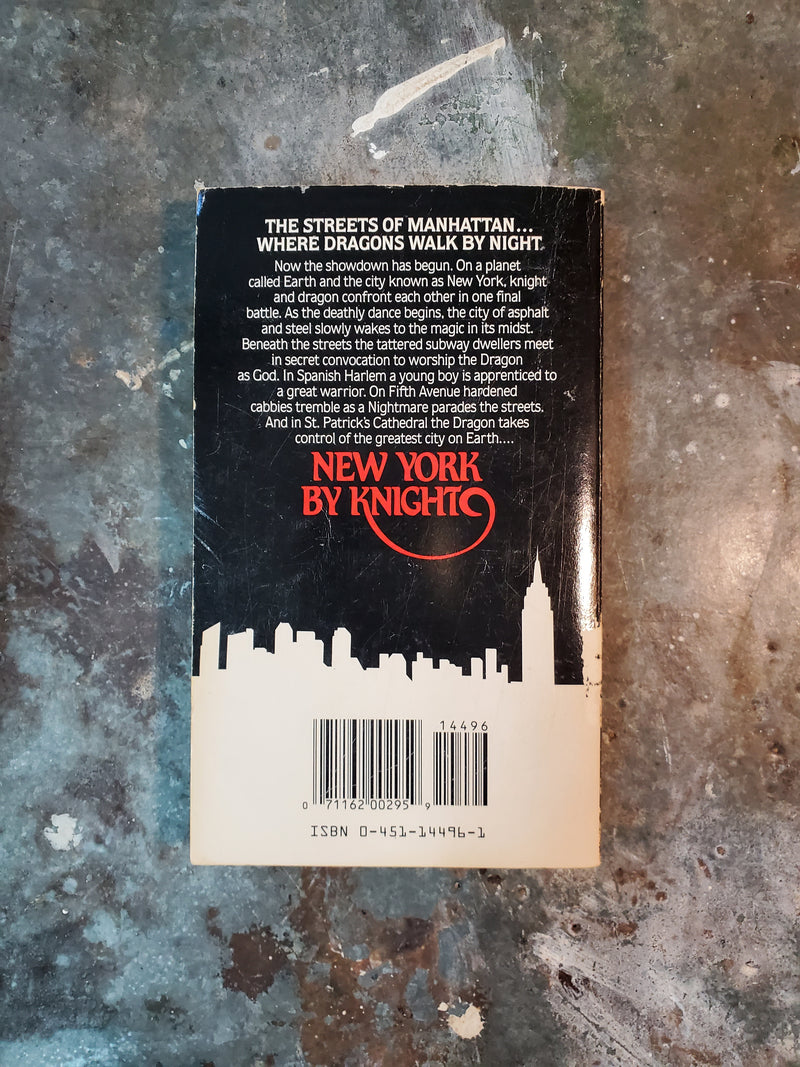 THE STREETS OF MANHATTAN...
WHERE DRAGONS WALK BY NIGHT
Now the showdown has begun. On a planet
called Earth and the city known as New York, knight
and dragon confront each other in one final
battle. As the deathly dance begins, the city of asphalt
and steel slowly wakes to the magic in its midst.
Beneath the streets the tattered subway dwellers meet
in secret convocation to worship the Dragon
as God. In Spanish Harlem a young boy is apprenticed to
a great warrior. On Fifth Avenue hardened
cabbies tremble as a Nightmare parades the streets.
And in St. Patrick's Cathedral the Dragon takes
control of the greatest city on Earth....
NEW YORK
BY KNIGHT
14496
0 71162 00295 9
ISBN 0-451-14496-1